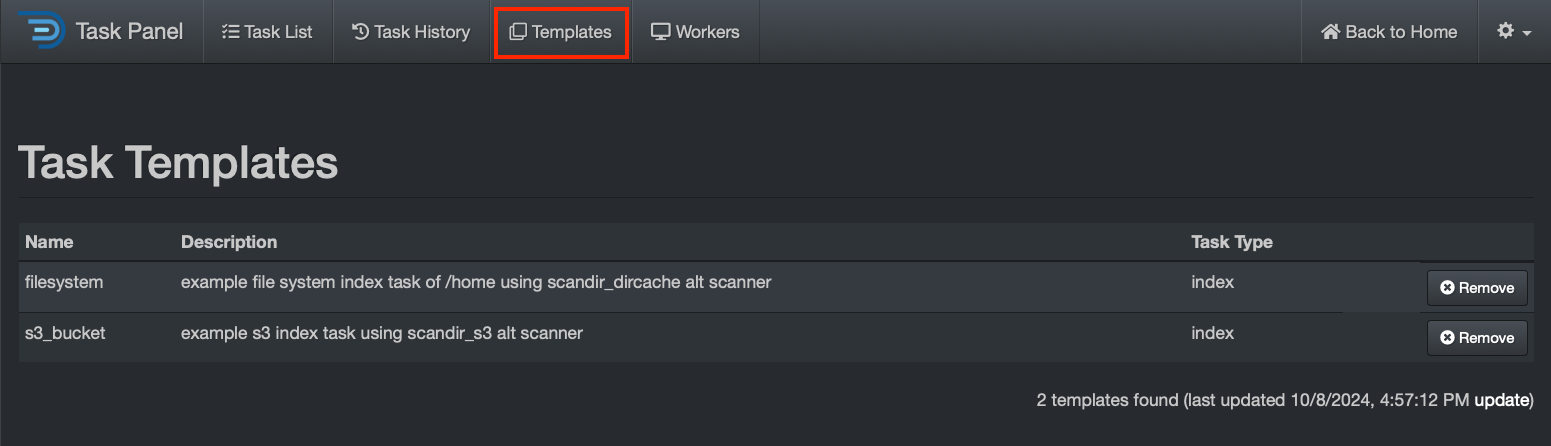 Task Panel Task List Task History Templates Workers Back to Home
Task Templates
Name Description Task Type
filesystem example file system index task of /home using scandir_dircache alt scanner index Remove
s3_bucket example s3 index task using scandir_s3 alt scanner index Remove
2 templates found (last updated 10/8/2024, 4:57:12 PM update)